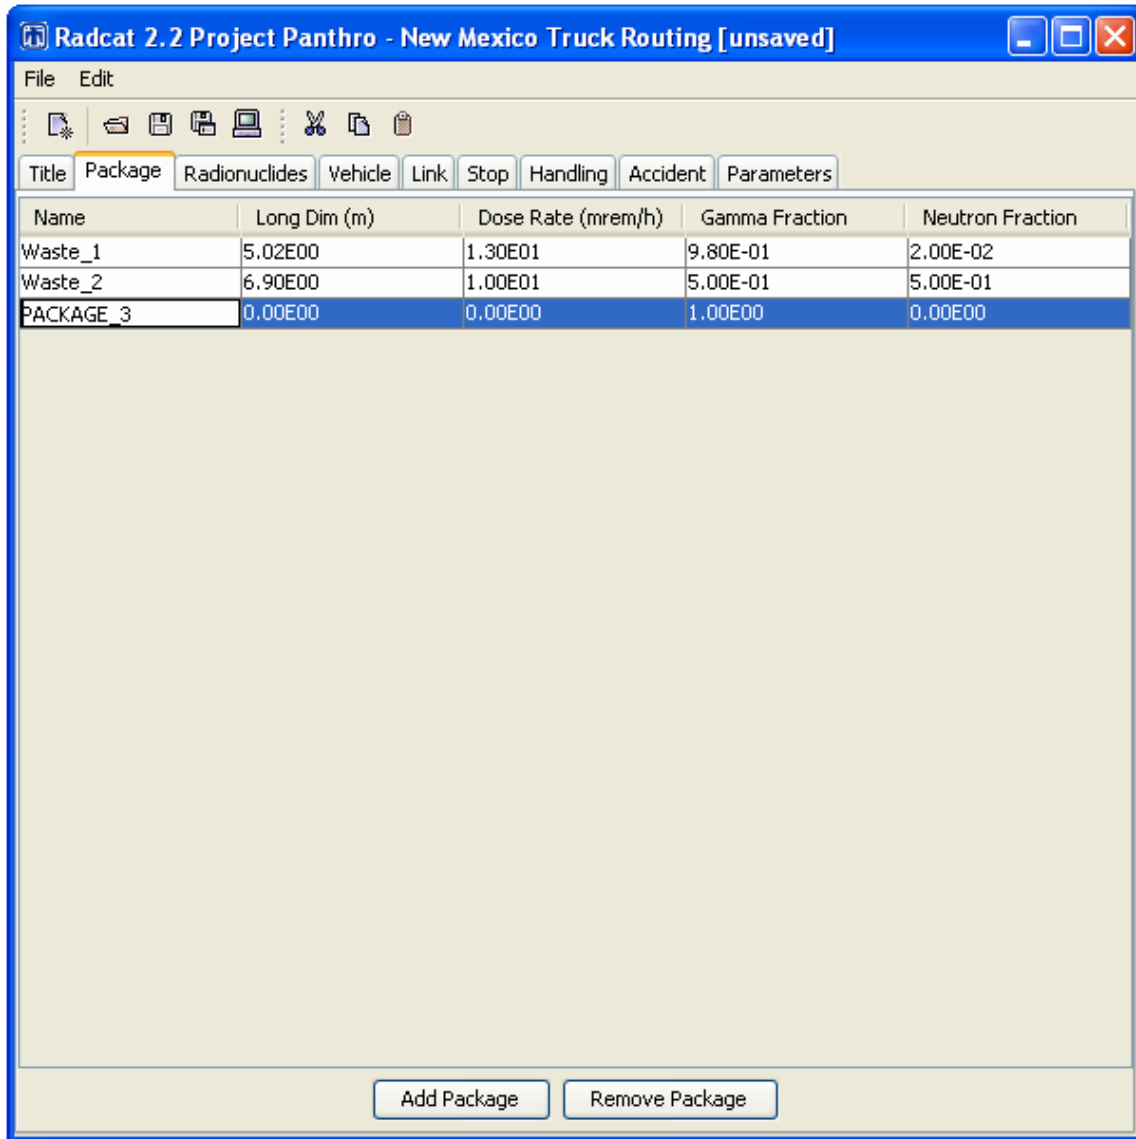 Radcat 2.2 Project Panthro - New Mexico Truck Routing [unsaved]
File Edit
Title Package Radionuclides Vehicle Link Stop Handling Accident Parameters
Name Long Dim (m) Dose Rate (mrem/h) Gamma Fraction Neutron Fraction
Waste_1 5.02E00 1.30E01 9.80E-01 2.00E-02
Waste_2 6.90E00 1.00E01 5.00E-01 5.00E-01
PACKAGE_3 0.00E00 0.00E00 1.00E00 0.00E00
Add Package Remove Package